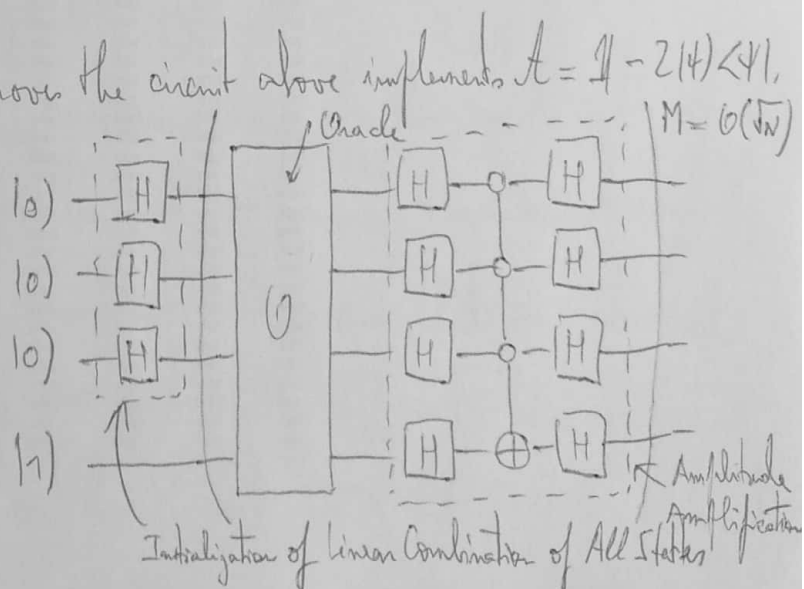 the circuit above implements A = 1 - 2|ψ><ψ|,
Oracle
M = O(√N)
|0) H H H
|0) H H H
|0) H O H H
|1) H H
Amplitude
Amplification
Initialization of Linear Combination of All States